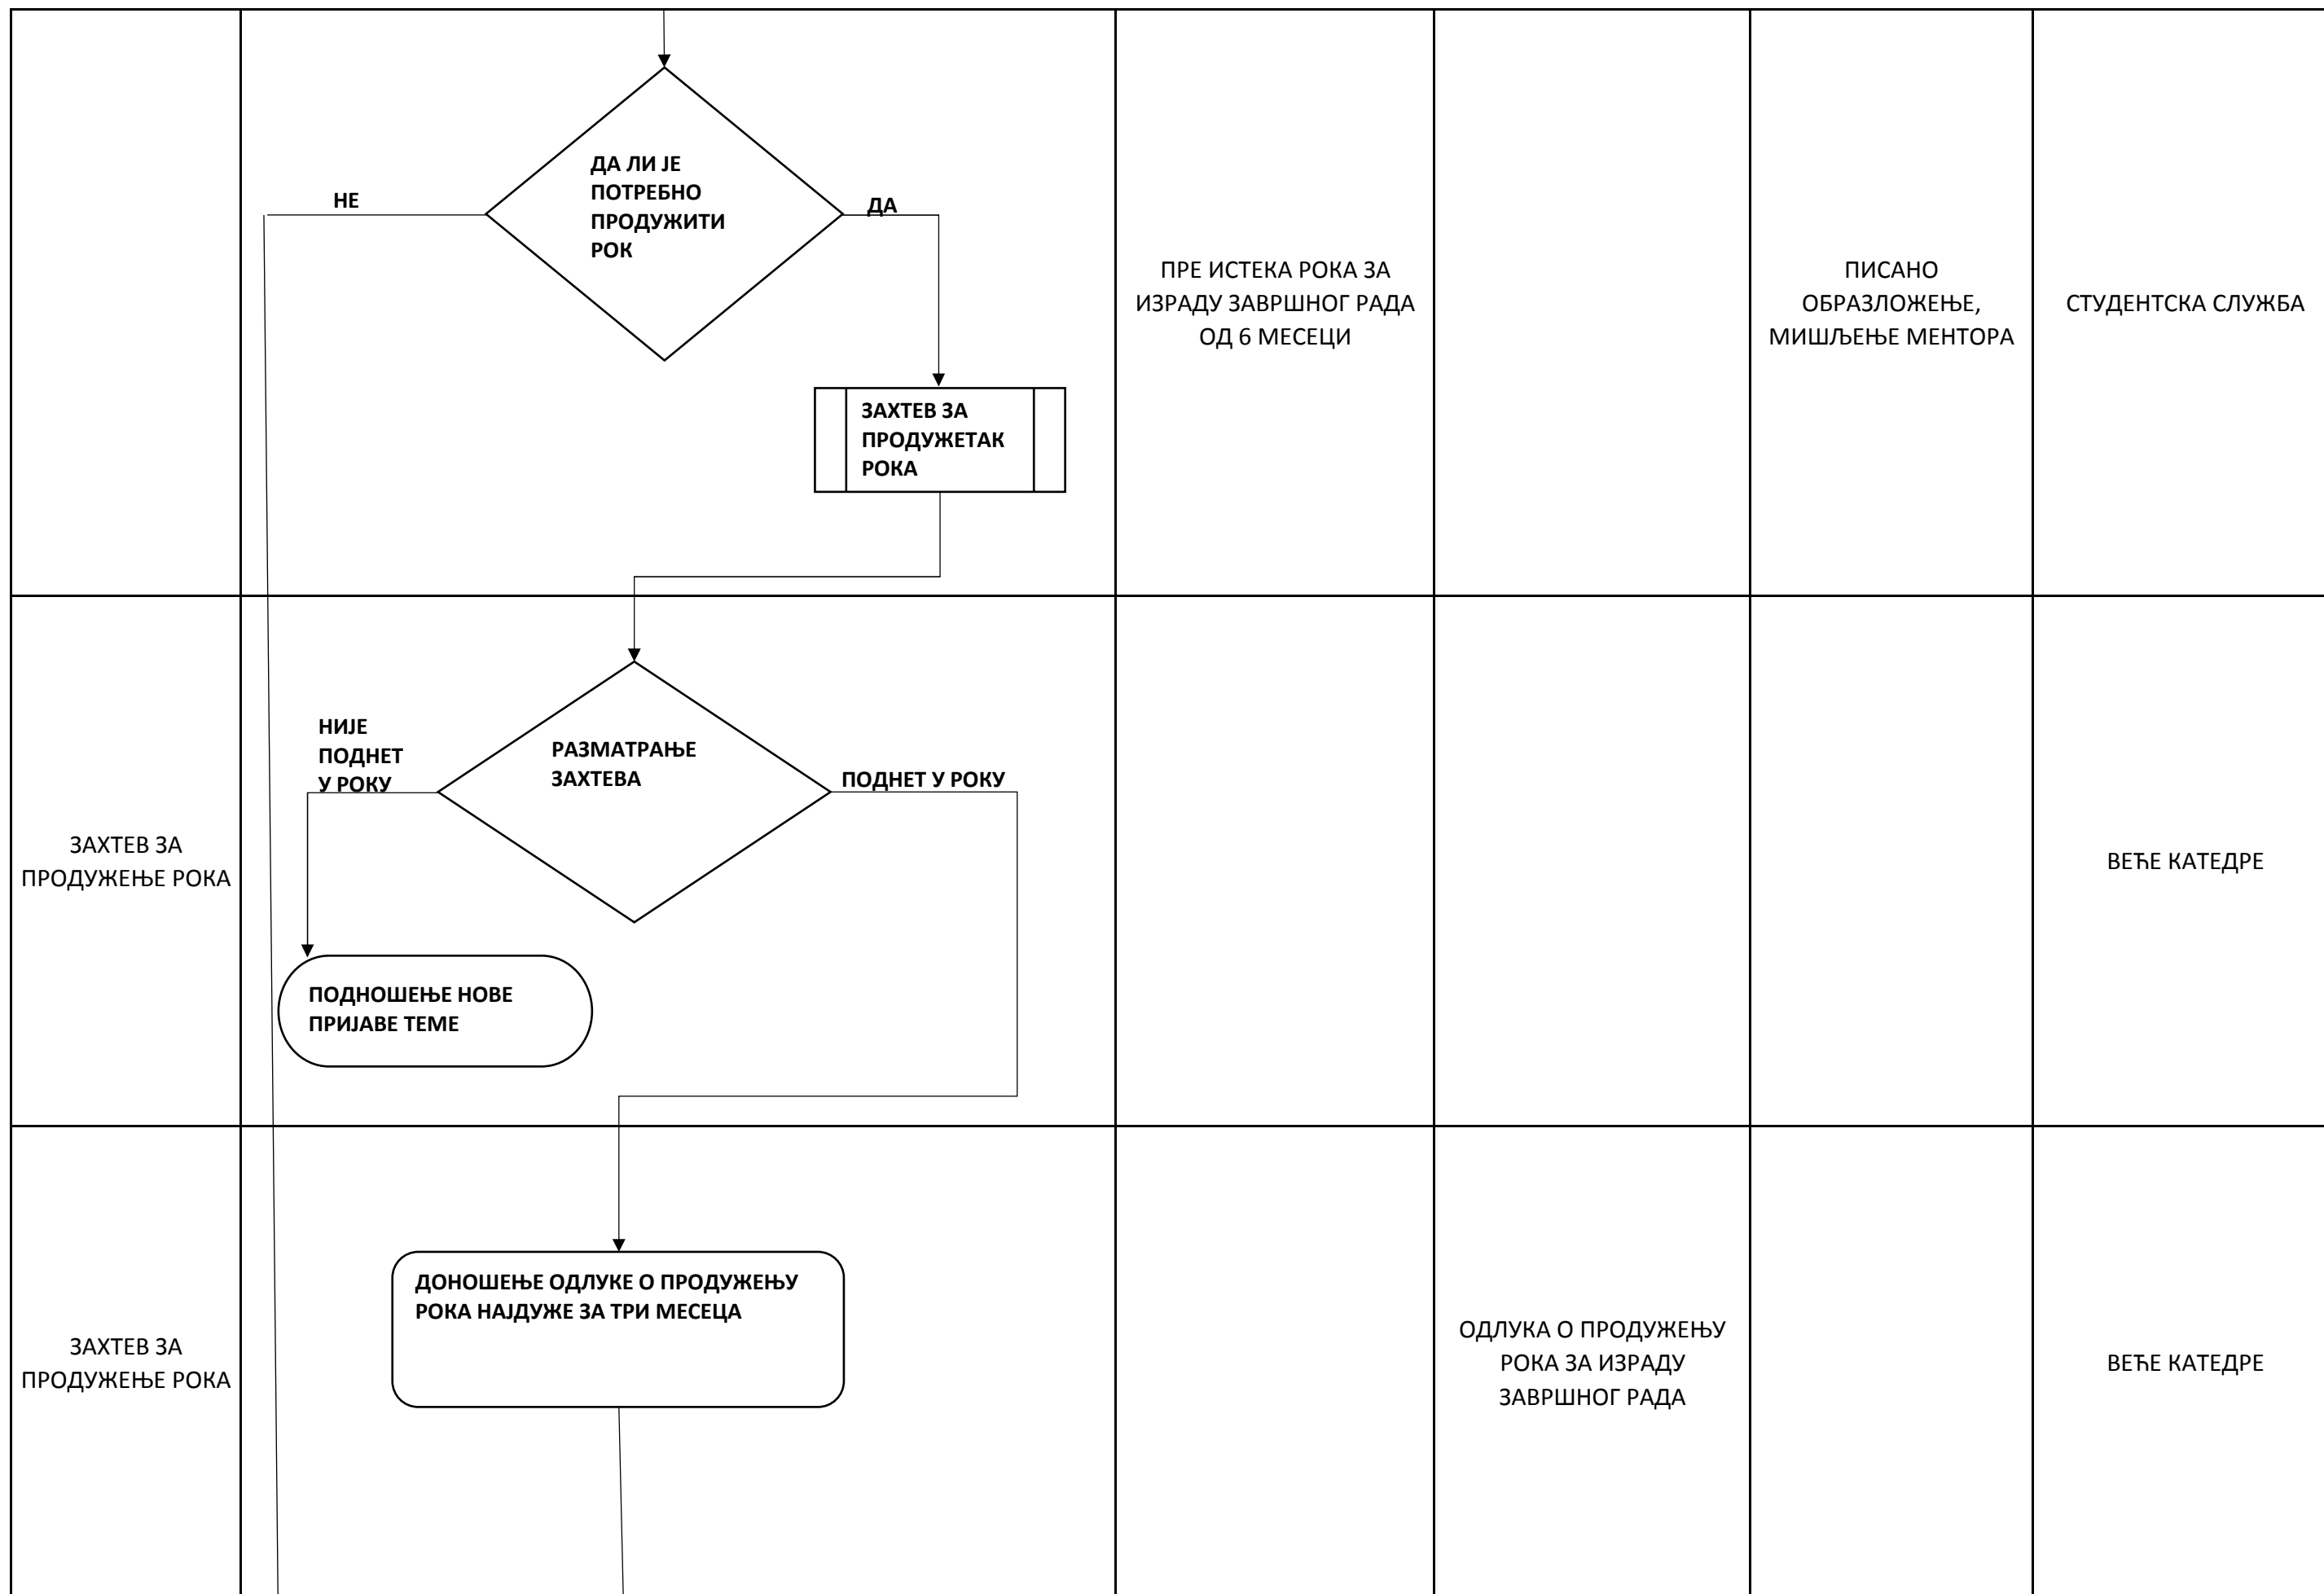 ДА ЛИ ЈЕ
ПОТРЕБНО
ПРОДУЖИТИ
РОК
НЕ
ДА
ЗАХТЕВ ЗА
ПРОДУЖЕТАК
РОКА
ПРЕ ИСТЕКА РОКА ЗА
ИЗРАДУ ЗАВРШНОГ РАДА
ОД 6 МЕСЕЦИ
ПИСАНО
ОБРАЗЛОЖЕЊЕ,
МИШЉЕЊЕ МЕНТОРА
СТУДЕНТСКА СЛУЖБА
ЗАХТЕВ ЗА
ПРОДУЖЕЊЕ РОКА
НИЈЕ
ПОДНЕТ
У РОКУ
РАЗМАТРАЊЕ
ЗАХТЕВА
ПОДНЕТ У РОКУ
ПОДНОШЕЊЕ НОВЕ
ПРИЈАВЕ ТЕМЕ
ВЕЋЕ КАТЕДРЕ
ЗАХТЕВ ЗА
ПРОДУЖЕЊЕ РОКА
ДОНОШЕЊЕ ОДЛУКЕ О ПРОДУЖЕЊУ
РОКА НАЈДУЖЕ ЗА ТРИ МЕСЕЦА
ОДЛУКА О ПРОДУЖЕЊУ
РОКА ЗА ИЗРАДУ
ЗАВРШНОГ РАДА
ВЕЋЕ КАТЕДРЕ